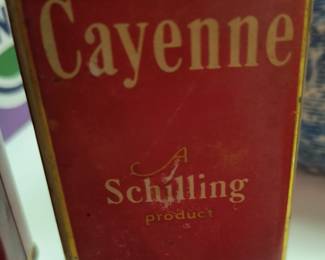 Cayenne
A
Schilling
product